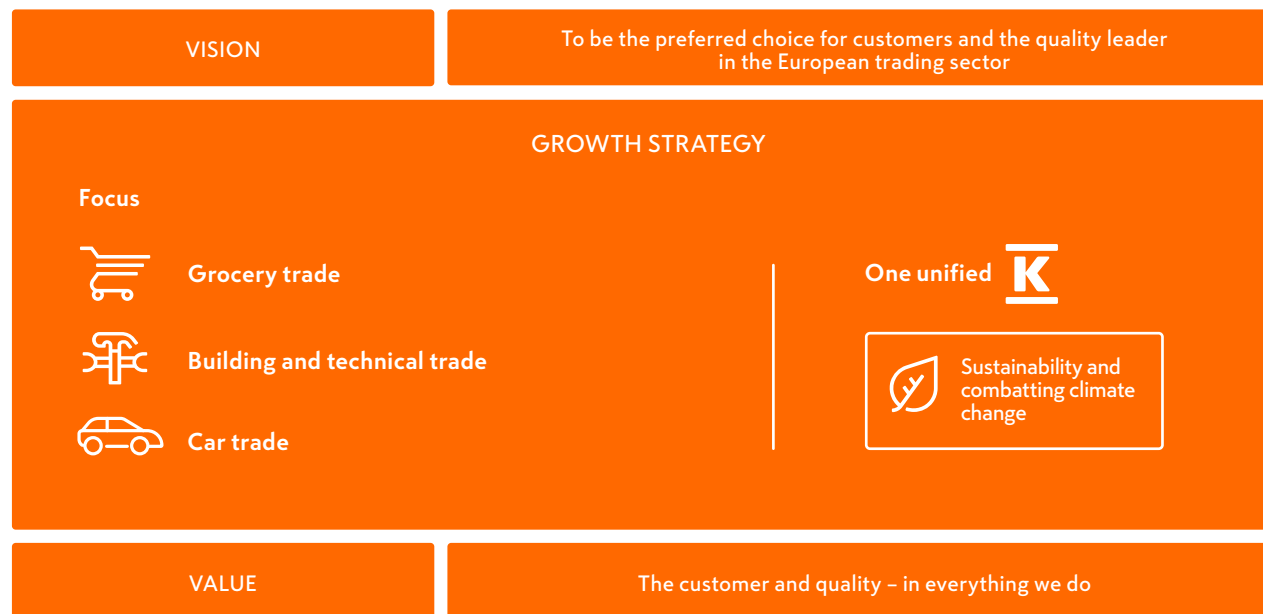 VISION
To be the preferred choice for customers and the quality leader
in the European trading sector
GROWTH STRATEGY
Focus
Grocery trade
Building and technical trade
Car trade
One unified K
Sustainability and
combatting climate
change
VALUE
The customer and quality – in everything we do